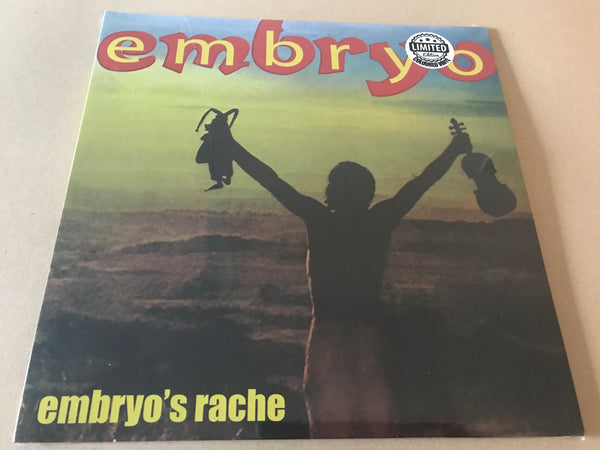 embryo
LIMITED
Edition
COLOURED VINYL
embryo's rache